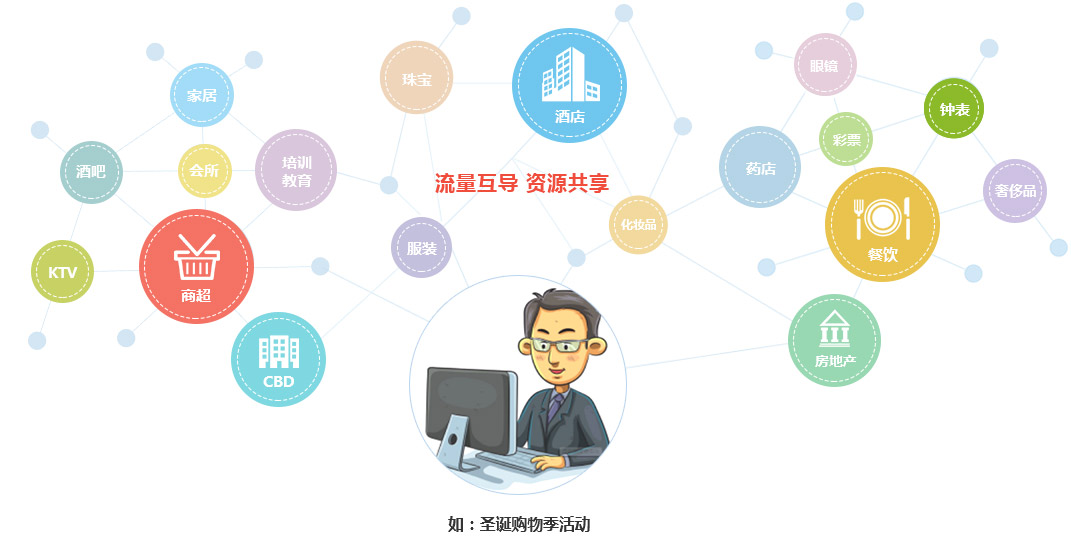 家居
酒吧
会所
培训
教育
KTV
商超
CBD
珠宝
酒店
流量互导 资源共享
服装
化妆品
眼镜
钟表
彩票
药店
奢侈品
餐饮
房地产
如：圣诞购物季活动